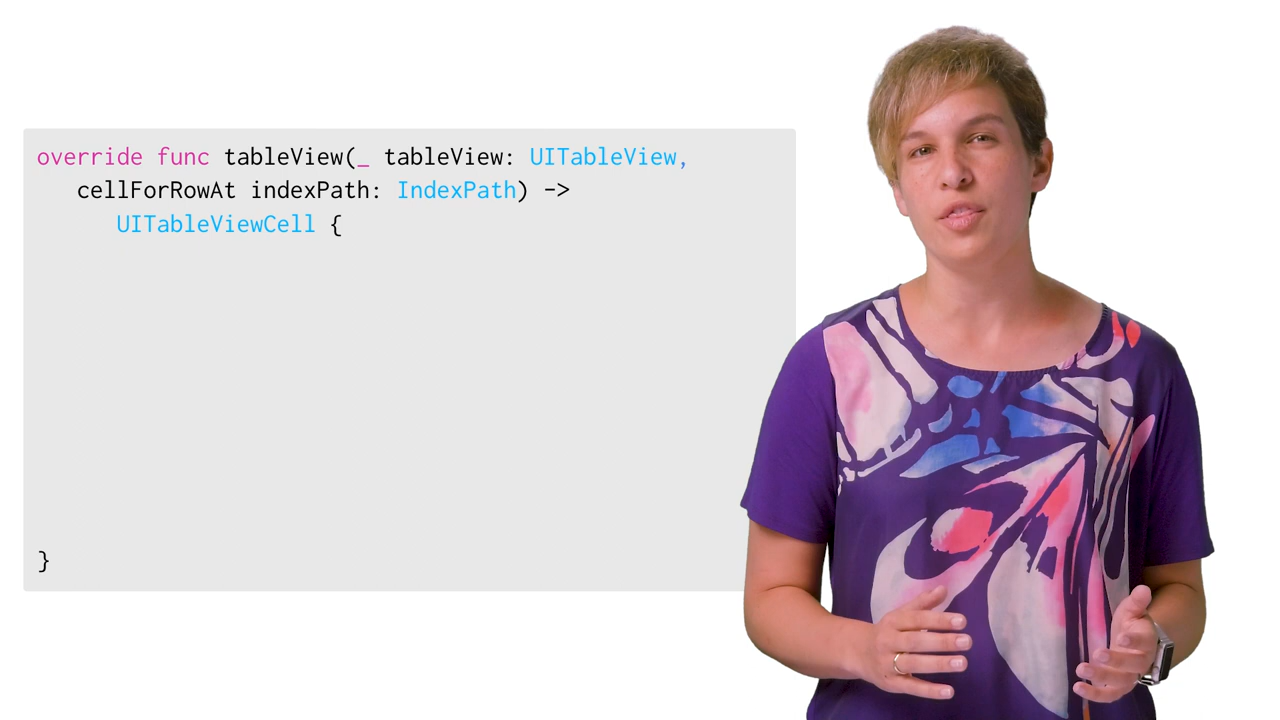 override func tableView(_ tableView: UITableView,
cellForRowAt indexPath: IndexPath) ->
UITableViewCell {
}